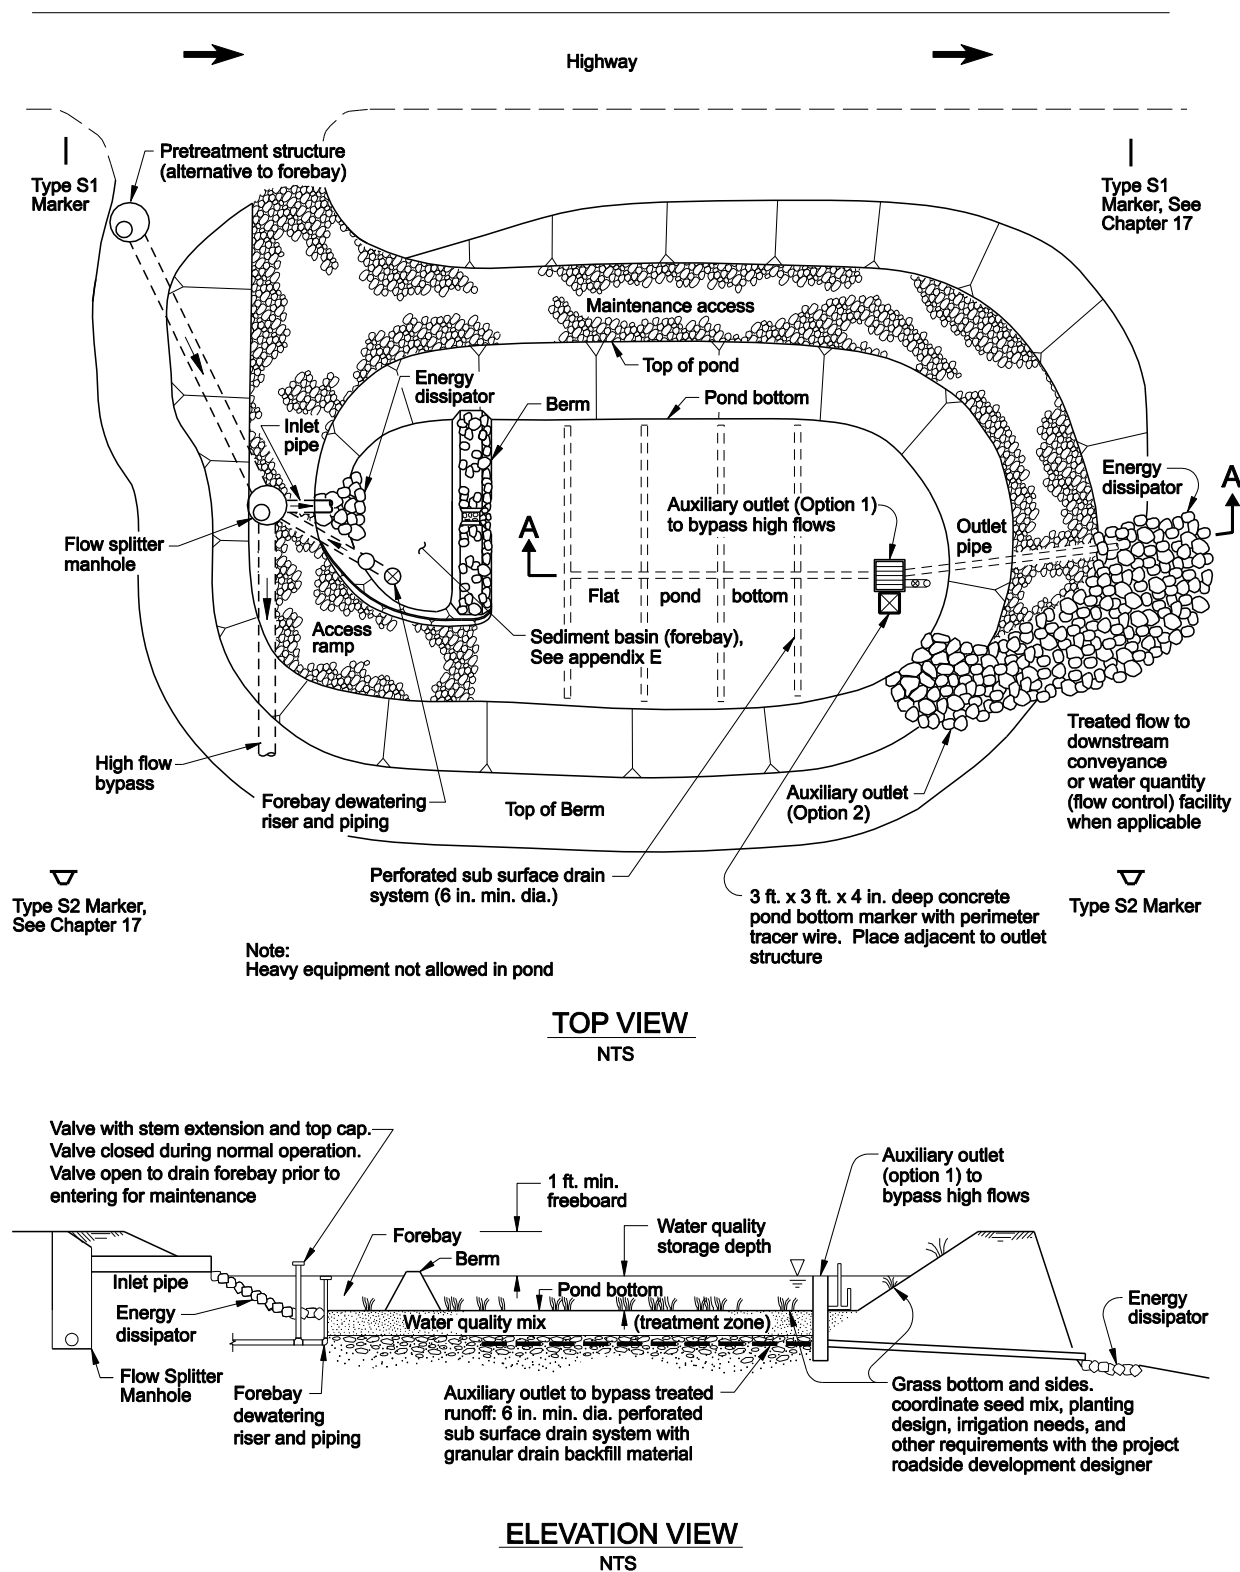 Highway
Pretreatment structure
(alternative to forebay)
Type S1
Marker
Type S1
Marker, See
Chapter 17
Maintenance access
Top of pond
Energy
dissipator
Berm
Pond bottom
Inlet
pipe
Energy
dissipator
A
Auxiliary outlet (Option 1)
to bypass high flows
Outlet
pipe
A
Flow splitter
manhole
Flat pond bottom
Access
ramp
Sediment basin (forebay),
See appendix E
Treated flow to
downstream
conveyance
or water quantity
(flow control) facility
when applicable
High flow
bypass
Forebay dewatering
riser and piping
Top of Berm
Auxiliary outlet
(Option 2)
Perforated sub surface drain
system (6 in. min. dia.)
Type S2 Marker,
See Chapter 17
3 ft. x 3 ft. x 4 in. deep concrete
pond bottom marker with perimeter
tracer wire. Place adjacent to outlet
structure
Type S2 Marker
Note:
Heavy equipment not allowed in pond
TOP VIEW
NTS
Valve with stem extension and top cap.
Valve closed during normal operation.
Valve open to drain forebay prior to
entering for maintenance
1 ft. min.
freeboard
Auxiliary outlet
(option 1) to
bypass high flows
Forebay
Berm
Water quality
storage depth
Inlet pipe
Pond bottom
Energy
dissipator
Water quality mix (treatment zone)
Energy
dissipator
Flow Splitter
Manhole
Forebay
dewatering
riser and piping
Auxiliary outlet to bypass treated
runoff: 6 in. min. dia. perforated
sub surface drain system with
granular drain backfill material
Grass bottom and sides.
coordinate seed mix, planting
design, irrigation needs, and
other requirements with the project
roadside development designer
ELEVATION VIEW
NTS